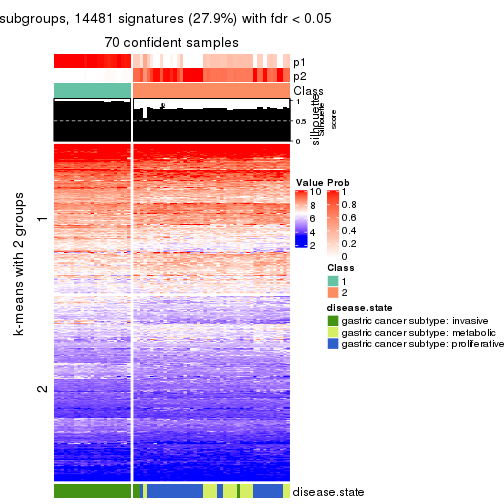 subgroups, 14481 signatures (27.9%) with fdr < 0.05
70 confident samples
p1
p2
Class
1
0.5
0
silhouette
score
k-means with 2 groups
1
2
Value
10
8
6
4
2
Prob
1
0.8
0.6
0.4
0.2
0
Class
1
2
disease.state
gastric cancer subtype: invasive
gastric cancer subtype: metabolic
gastric cancer subtype: proliferative
disease.state